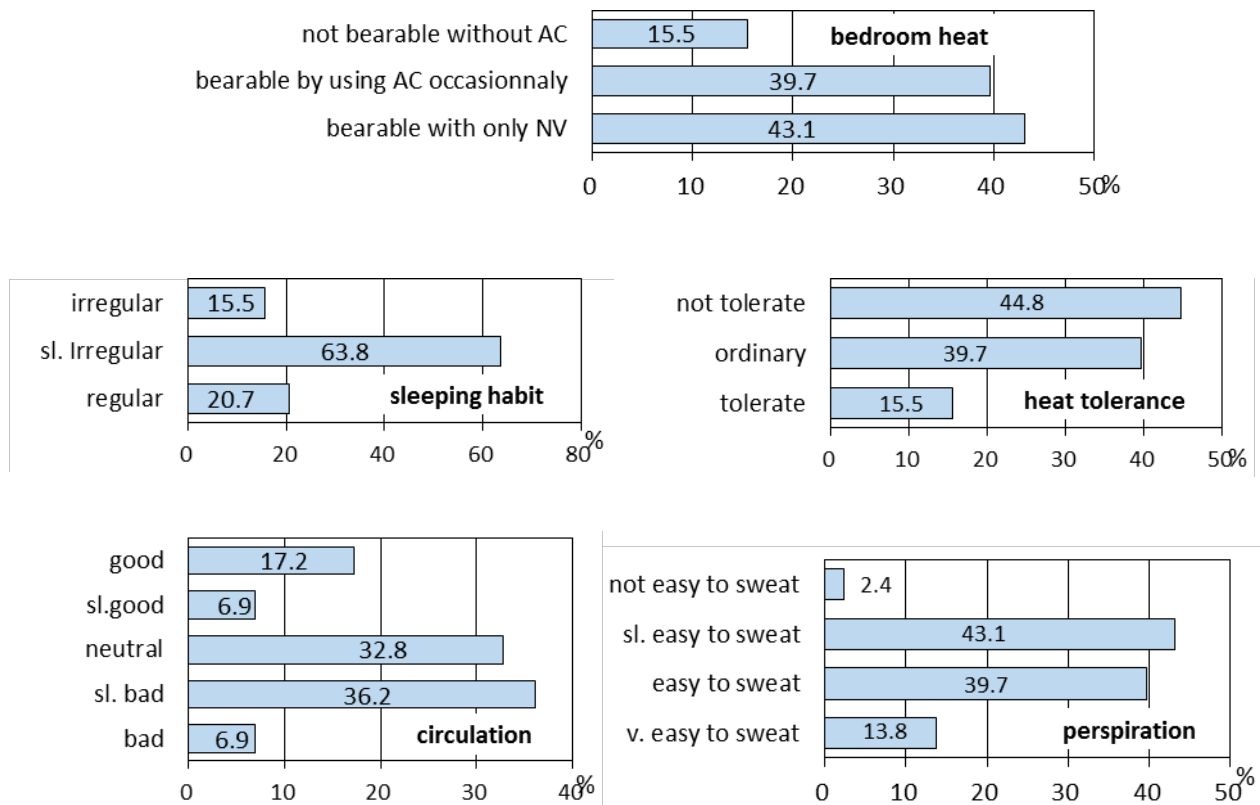 not bearable without AC 15.5 bedroom heat
bearable by using AC occasionnaly 39.7
bearable with only NV 43.1
0 10 20 30 40 50%
irregular 15.5
sl. Irregular 63.8
regular 20.7 sleeping habit
0 20 40 60 80%
not tolerate 44.8
ordinary 39.7
tolerate 15.5 heat tolerance
0 10 20 30 40 50%
good 17.2
sl.good 6.9
neutral 32.8
sl. bad 36.2
bad 6.9 circulation
0 10 20 30 40%
not easy to sweat 2.4
sl. easy to sweat 43.1
easy to sweat 39.7
v. easy to sweat 13.8 perspiration
0 10 20 30 40 50%